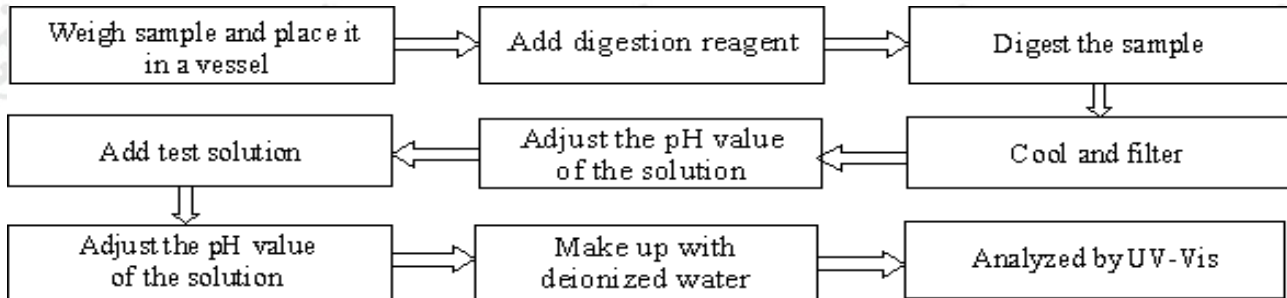 Weigh sample and place it
in a vessel
Add digestion reagent
Digest the sample
Cool and filter
Adjust the pH value
of the solution
Add test solution
Adjust the pH value
of the solution
Make up with
deionized water
Analyzed by UV-Vis